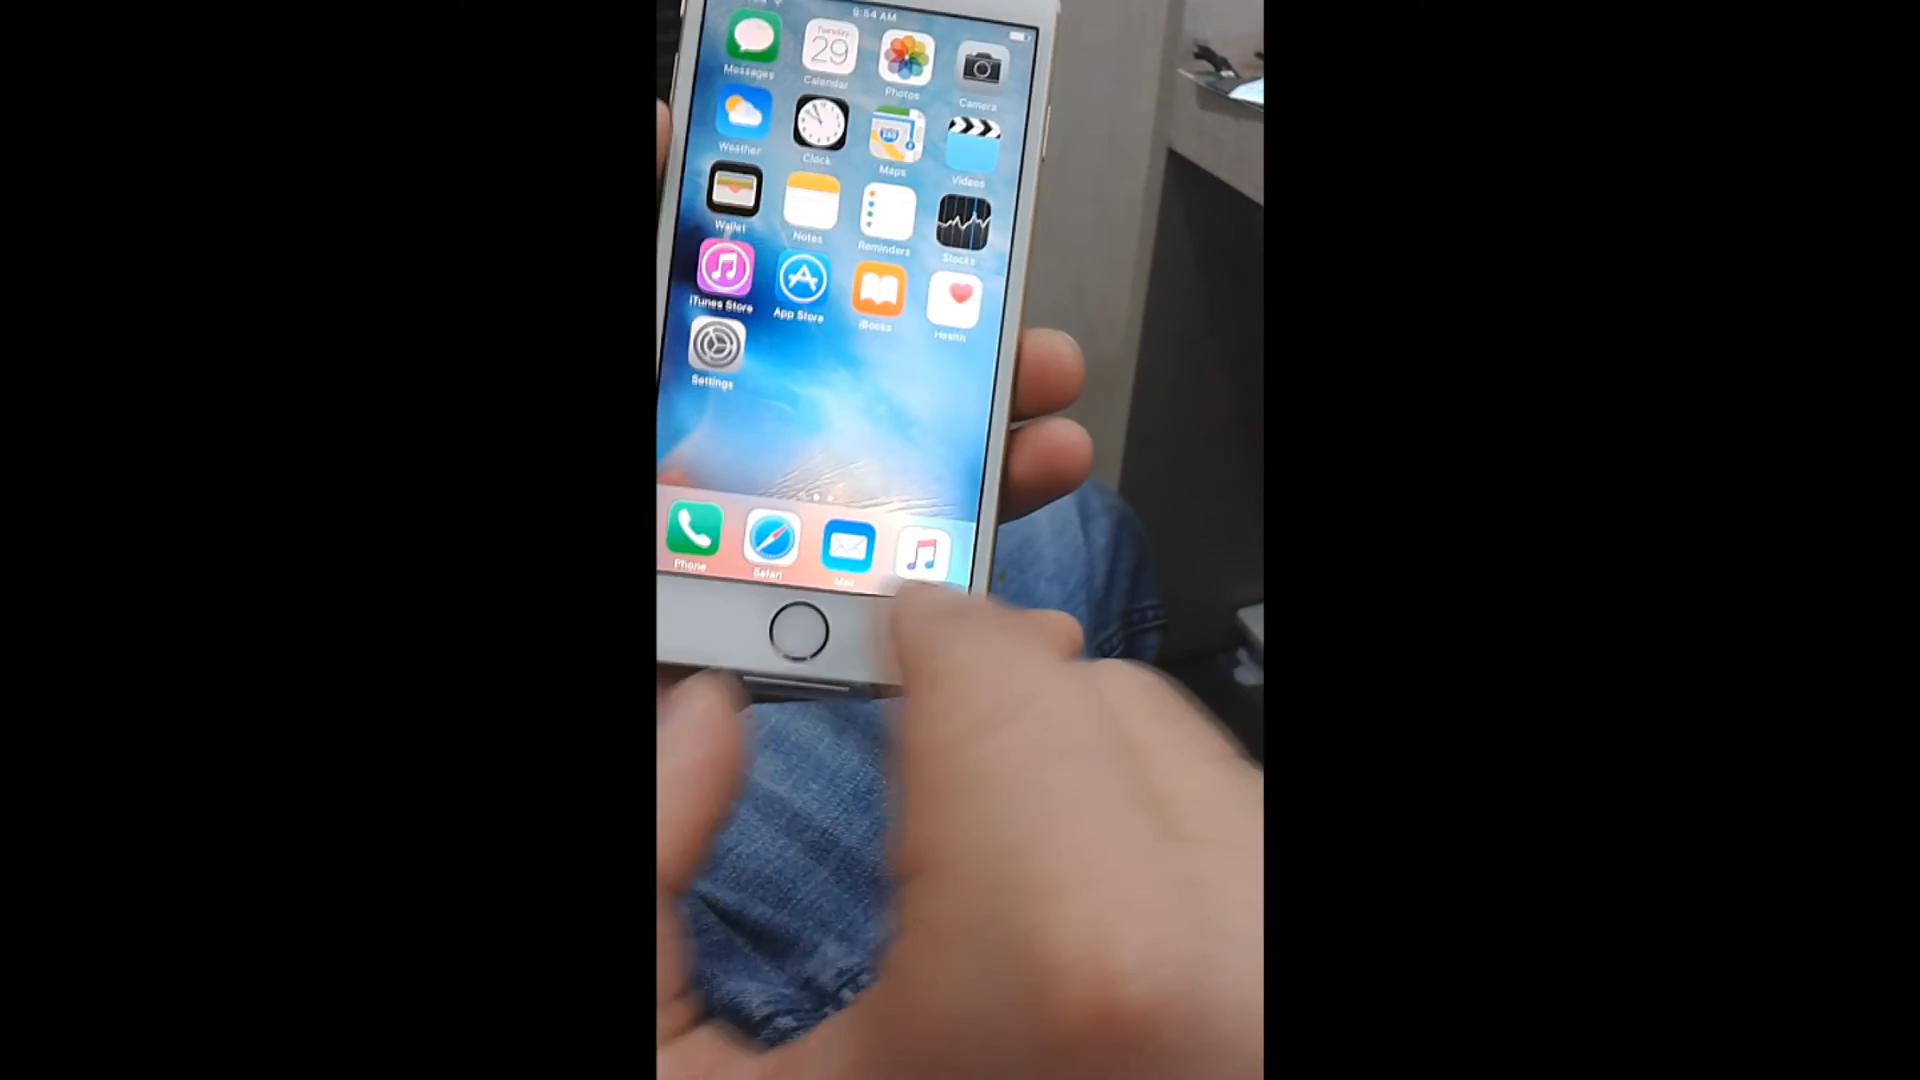 9:54 AM
Messages
Tuesday
29
Calendar
Photos
Camera
Weather
Clock
Maps
Videos
Wallet
Notes
Reminders
Stocks
iTunes Store
App Store
iBooks
Health
Settings
Phone
Safari
Mail